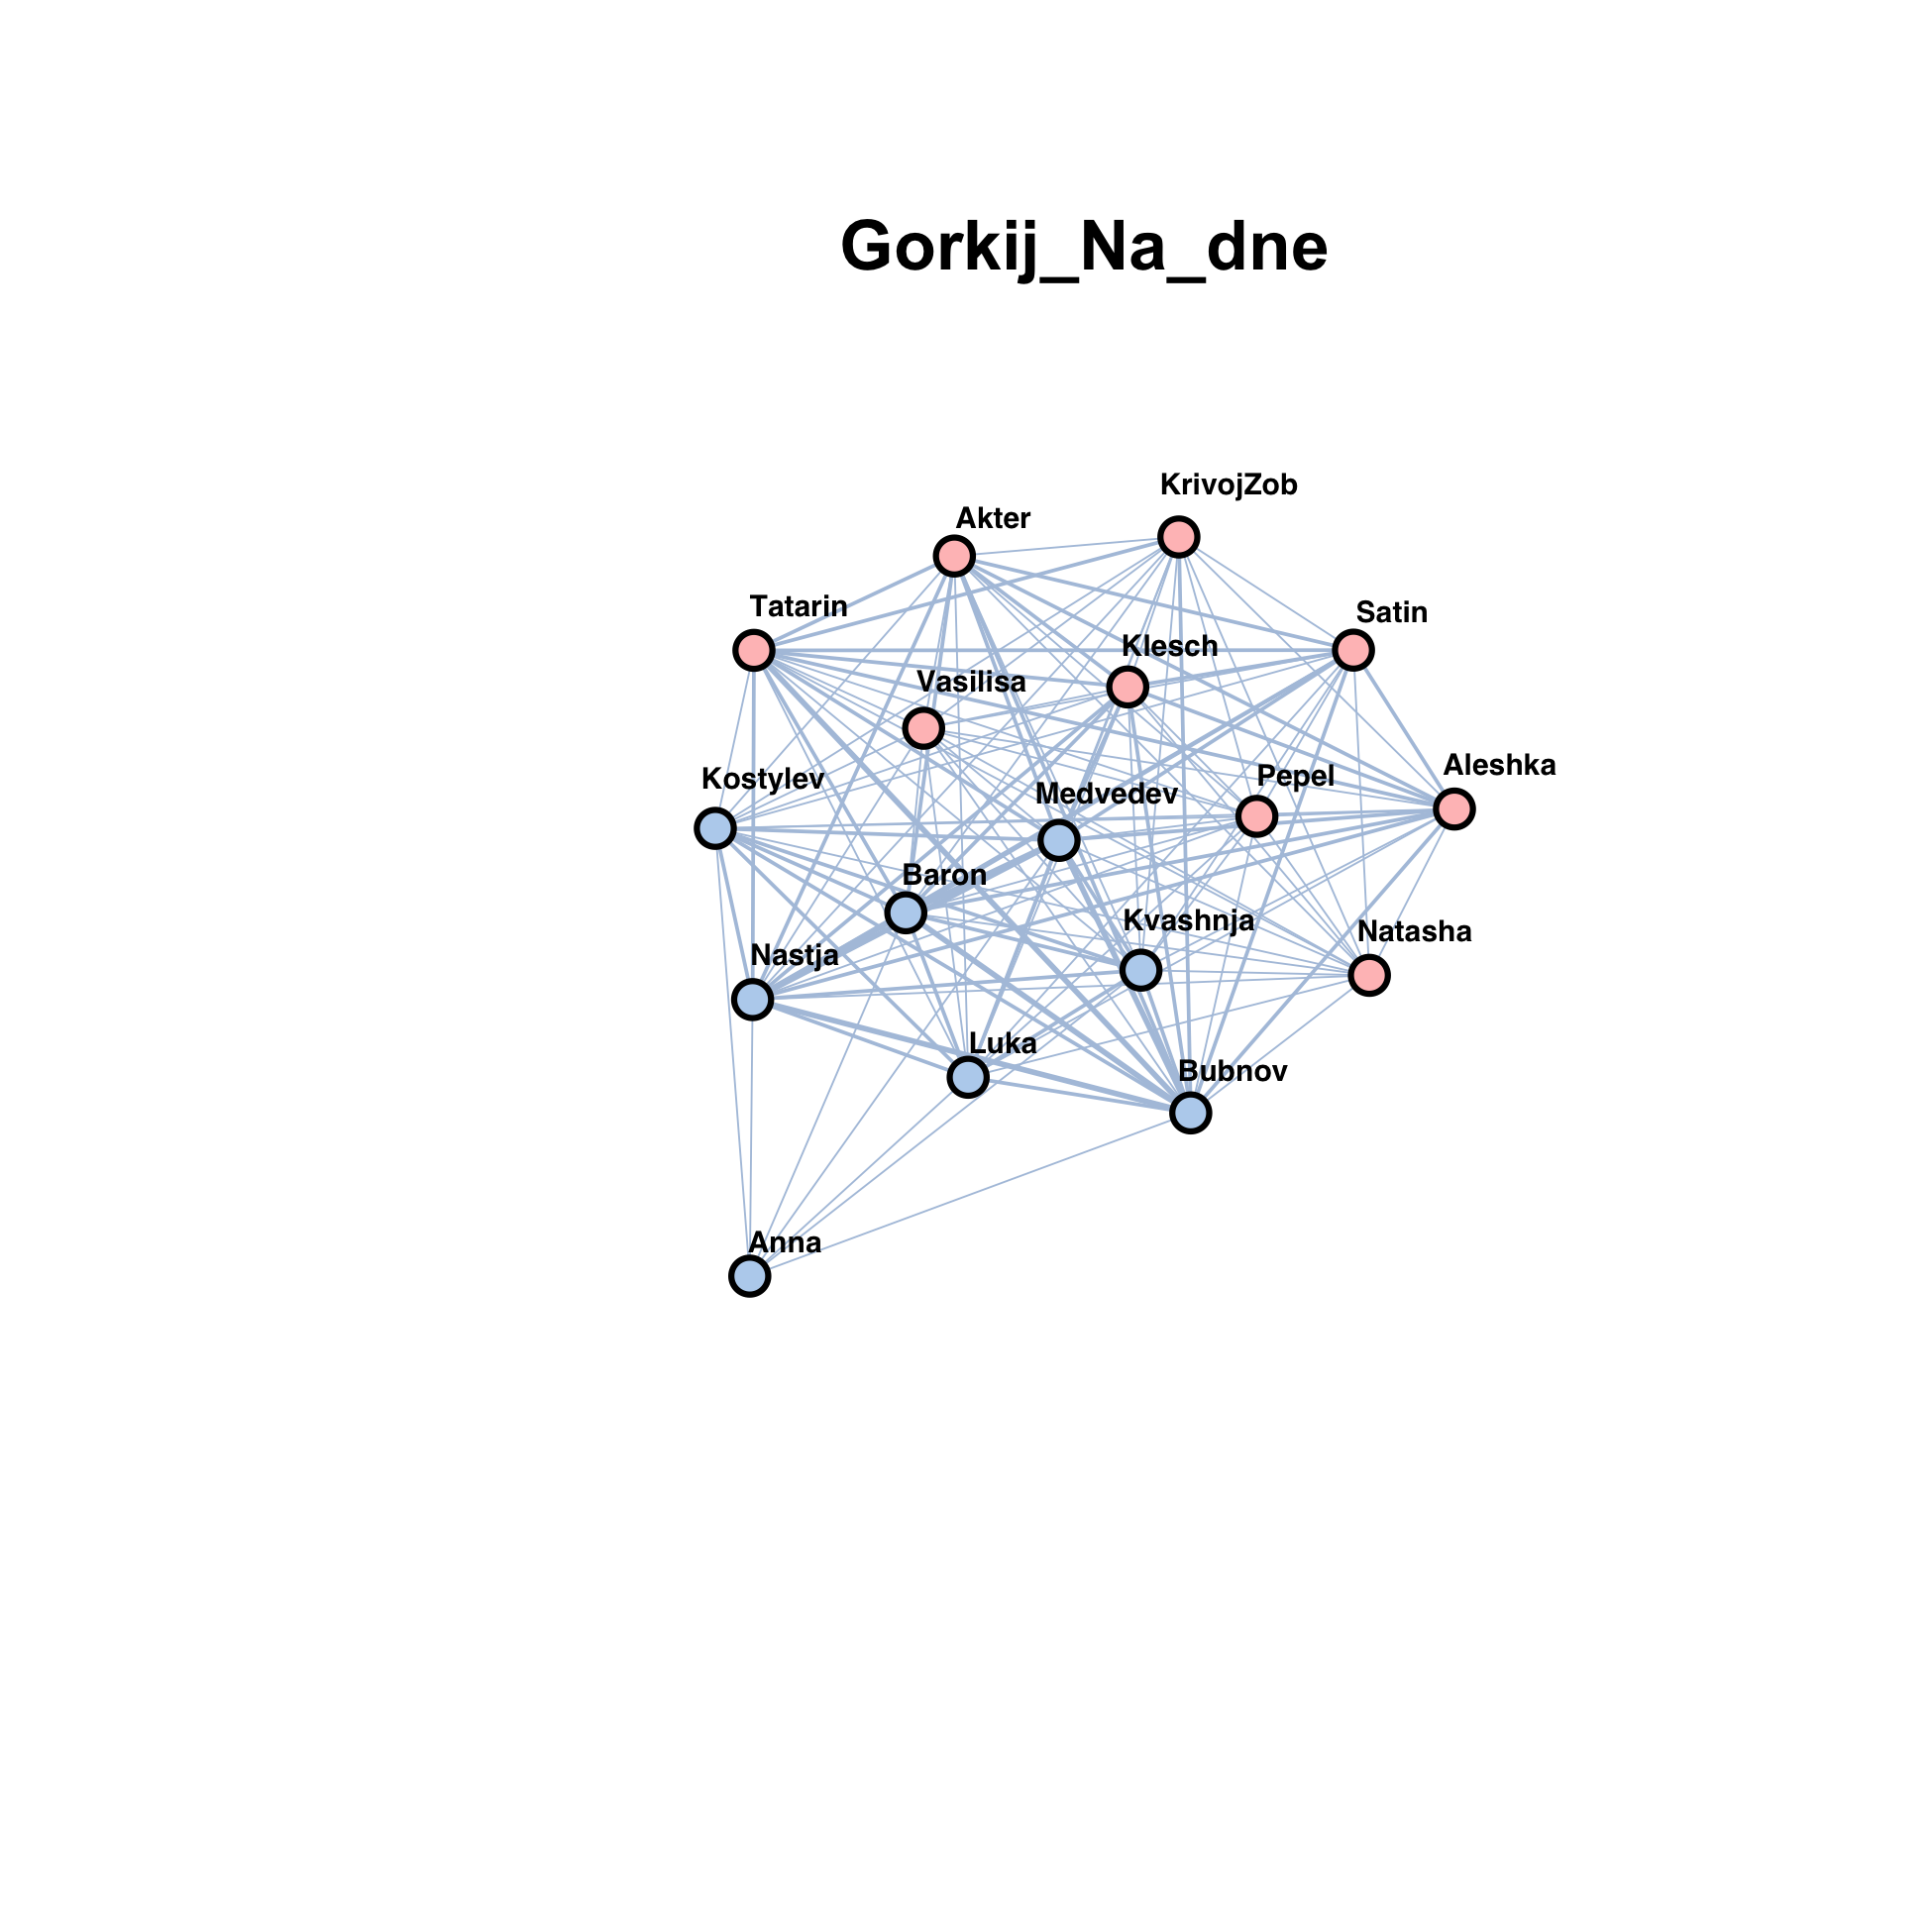 Gorkij_Na_dne
KrivojZob
Akter
Tatarin
Satin
Klesch
Vasilisa
Aleshka
Pepel
Kostylev
Medvedev
Baron
Kvashnja
Natasha
Nastja
Luka
Bubnov
Anna